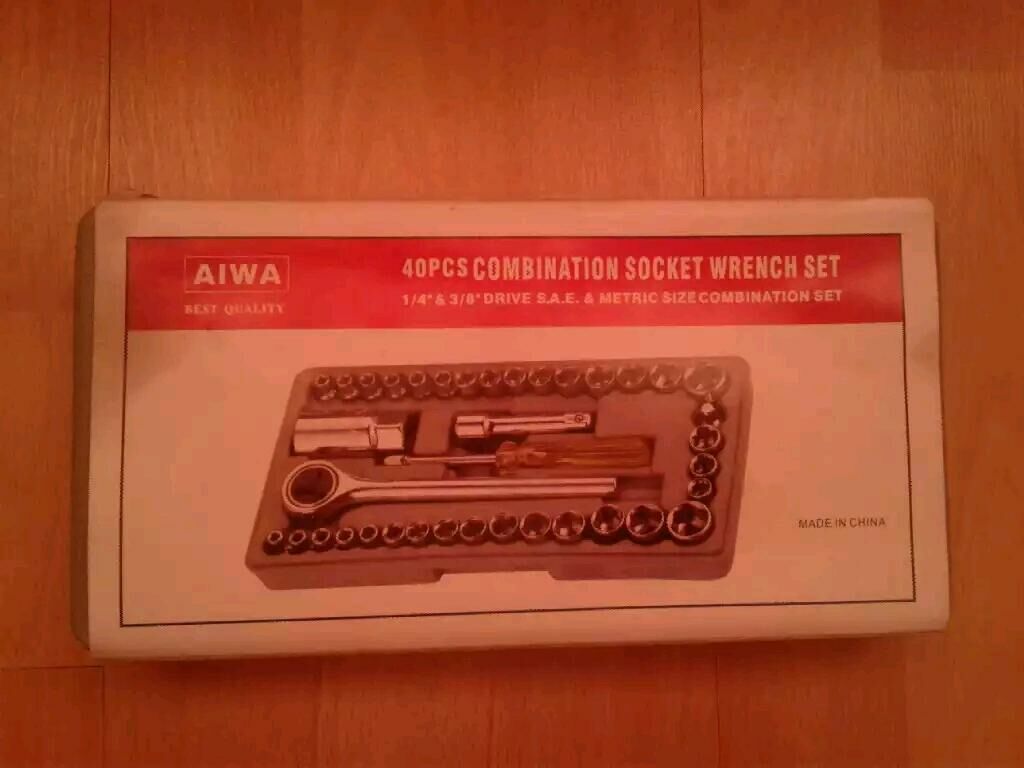 AIWA
BEST QUALITY
40PCS COMBINATION SOCKET WRENCH SET
1/4" & 3/8" DRIVE S.A.E. & METRIC SIZE COMBINATION SET
MADE IN CHINA